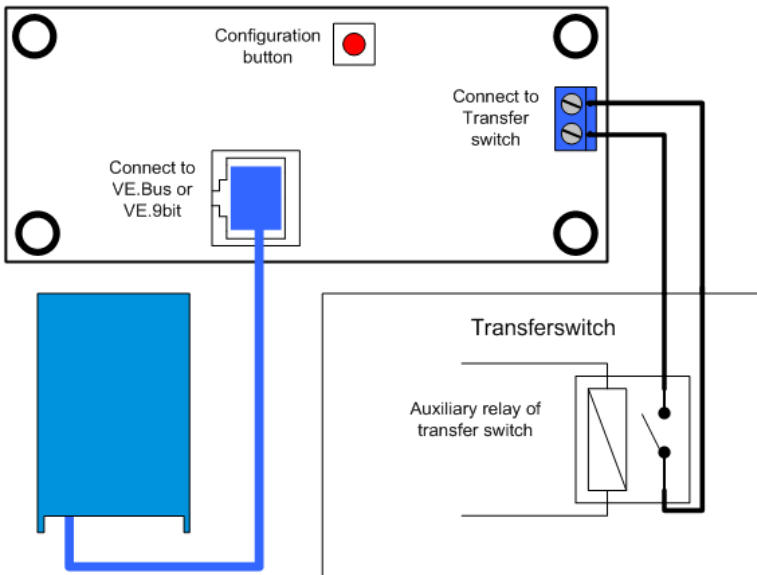 Configuration
button
Connect to
Transfer
switch
Connect to
VE.Bus or
VE.9bit
Transferswitch
Auxiliary relay of
transfer switch